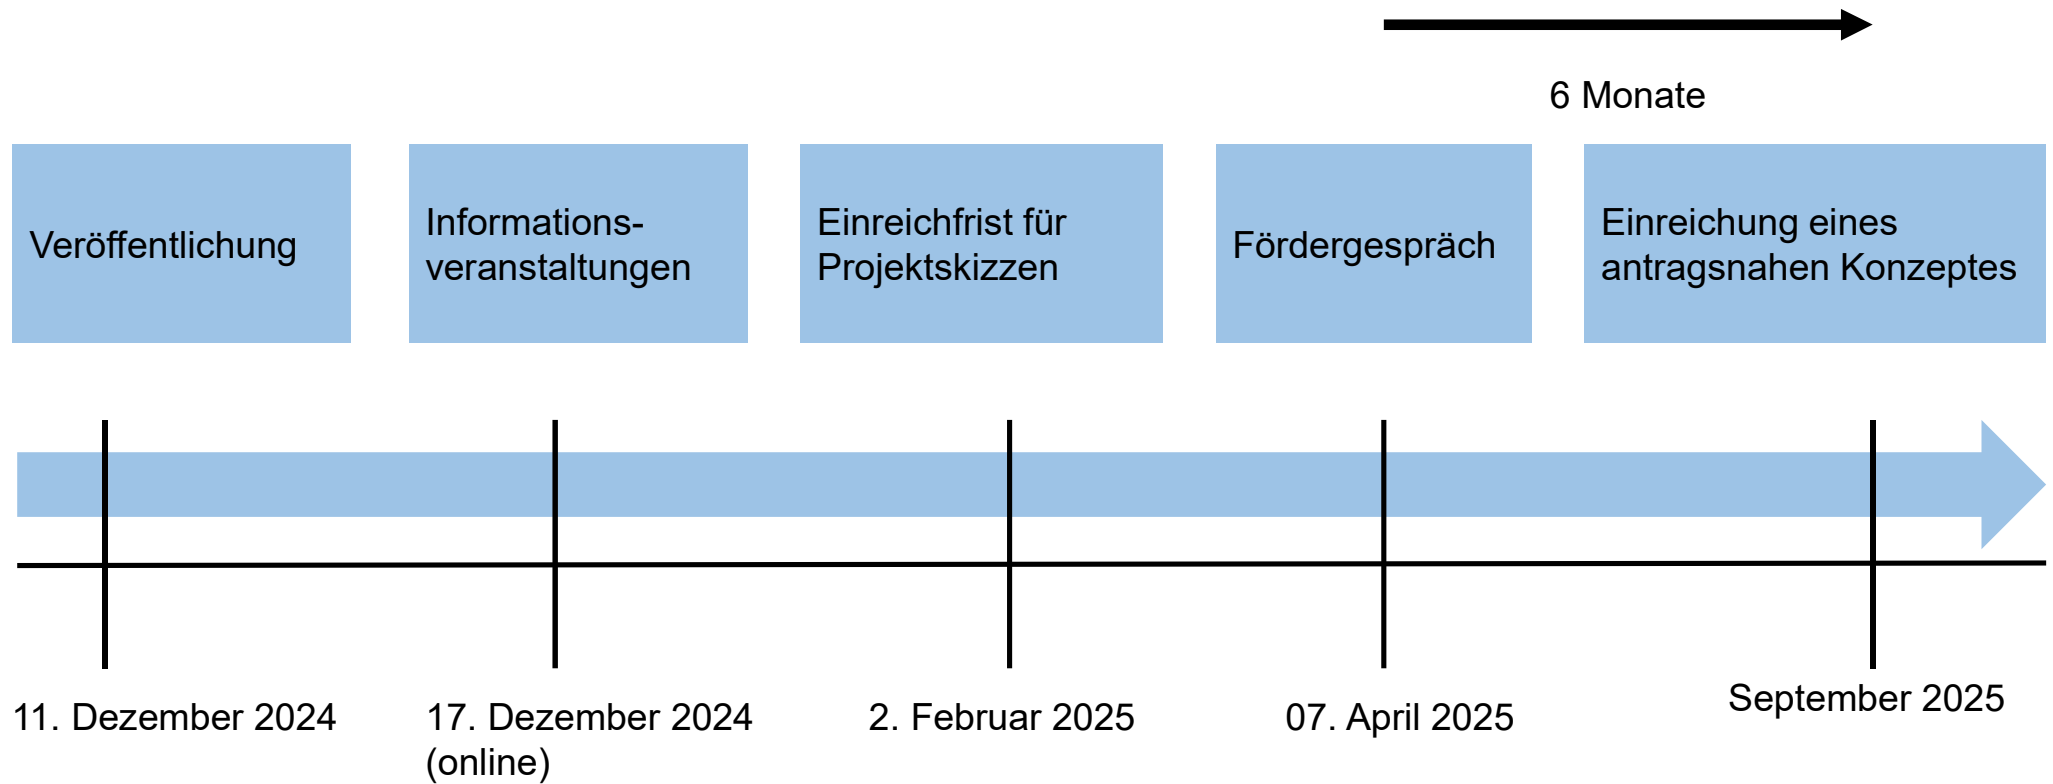 6 Monate
Veröffentlichung
Informations-
veranstaltungen
Einreichfrist für
Projektskizzen
Fördergespräch
Einreichung eines
antragsnahen Konzeptes
11. Dezember 2024
17. Dezember 2024
(online)
2. Februar 2025
07. April 2025
September 2025